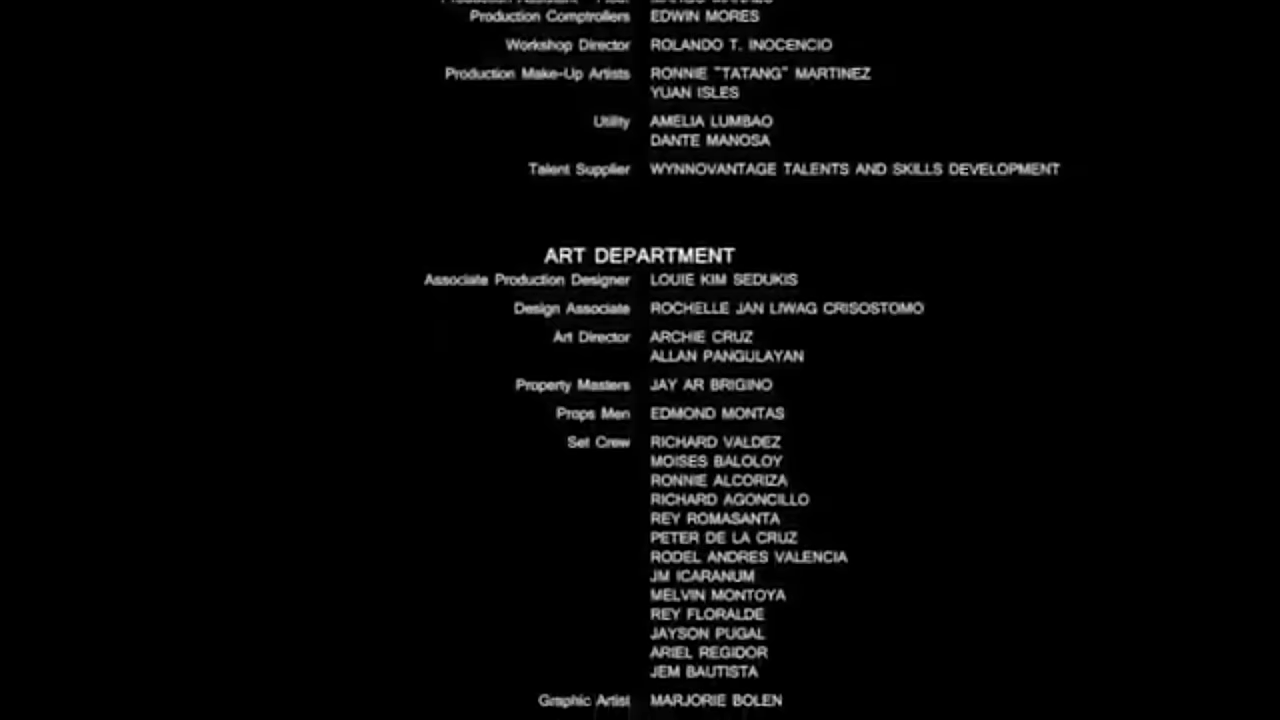 Production Comptrollers EDWIN MORES
Workshop Director ROLANDO T. INOCENCIO
Production Make-Up Artists RONNIE "TATANG" MARTINEZ
YUAN ISLES
Utility AMELIA LUMBAO
DANTE MANOSA
Talent Supplier WYNNOVANTAGE TALENTS AND SKILLS DEVELOPMENT
ART DEPARTMENT
Associate Production Designer LOUIE KIM SEDUKIS
Design Associate ROCHELLE JAN LIWAG CRISOSTOMO
Art Director ARCHIE CRUZ
ALLAN PANGULAYAN
Property Masters JAY AR BRIGINO
Props Men EDMOND MONTAS
Set Crew RICHARD VALDEZ
MOISES BALOLOY
RONNIE ALCORIZA
RICHARD AGONCILLO
REY ROMASANTA
PETER DE LA CRUZ
RODEL ANDRES VALENCIA
JM ICARANUM
MELVIN MONTOYA
REY FLORALDE
JAYSON PUGAL
ARIEL REGIDOR
JEM BAUTISTA
Graphic Artist MARJORIE BOLEN